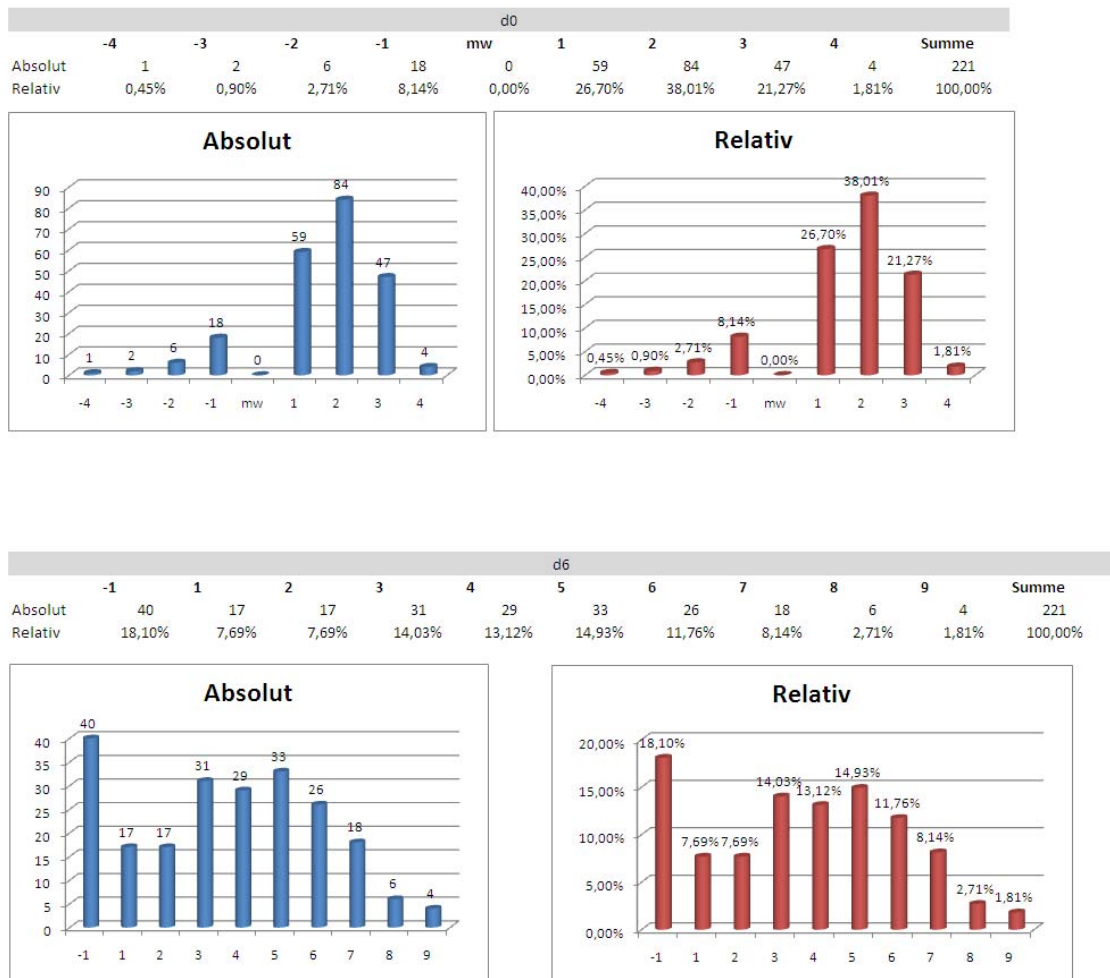 d0
-4 -3 -2 -1 mw 1 2 3 4 Summe
Absolut 1 2 6 18 0 59 84 47 4 221
Relativ 0,45% 0,90% 2,71% 8,14% 0,00% 26,70% 38,01% 21,27% 1,81% 100,00%
Absolut
90
80
70
60
50
40
30
20
10
0
1 2 6 18 0 59 84 47 4
-4 -3 -2 -1 mw 1 2 3 4
Relativ
40,00%
35,00%
30,00%
25,00%
20,00%
15,00%
10,00%
5,00%
0,00%
0,45% 0,90% 2,71% 8,14% 0,00% 26,70% 38,01% 21,27% 1,81%
-4 -3 -2 -1 mw 1 2 3 4
d6
-1 1 2 3 4 5 6 7 8 9 Summe
Absolut 40 17 17 31 29 33 26 18 6 4 221
Relativ 18,10% 7,69% 7,69% 14,03% 13,12% 14,93% 11,76% 8,14% 2,71% 1,81% 100,00%
Absolut
40
35
30
25
20
15
10
5
0
40 17 17 31 29 33 26 18 6 4
-1 1 2 3 4 5 6 7 8 9
Relativ
20,00%
15,00%
10,00%
5,00%
0,00%
18,10% 7,69% 7,69% 14,03% 13,12% 14,93% 11,76% 8,14% 2,71% 1,81%
-1 1 2 3 4 5 6 7 8 9